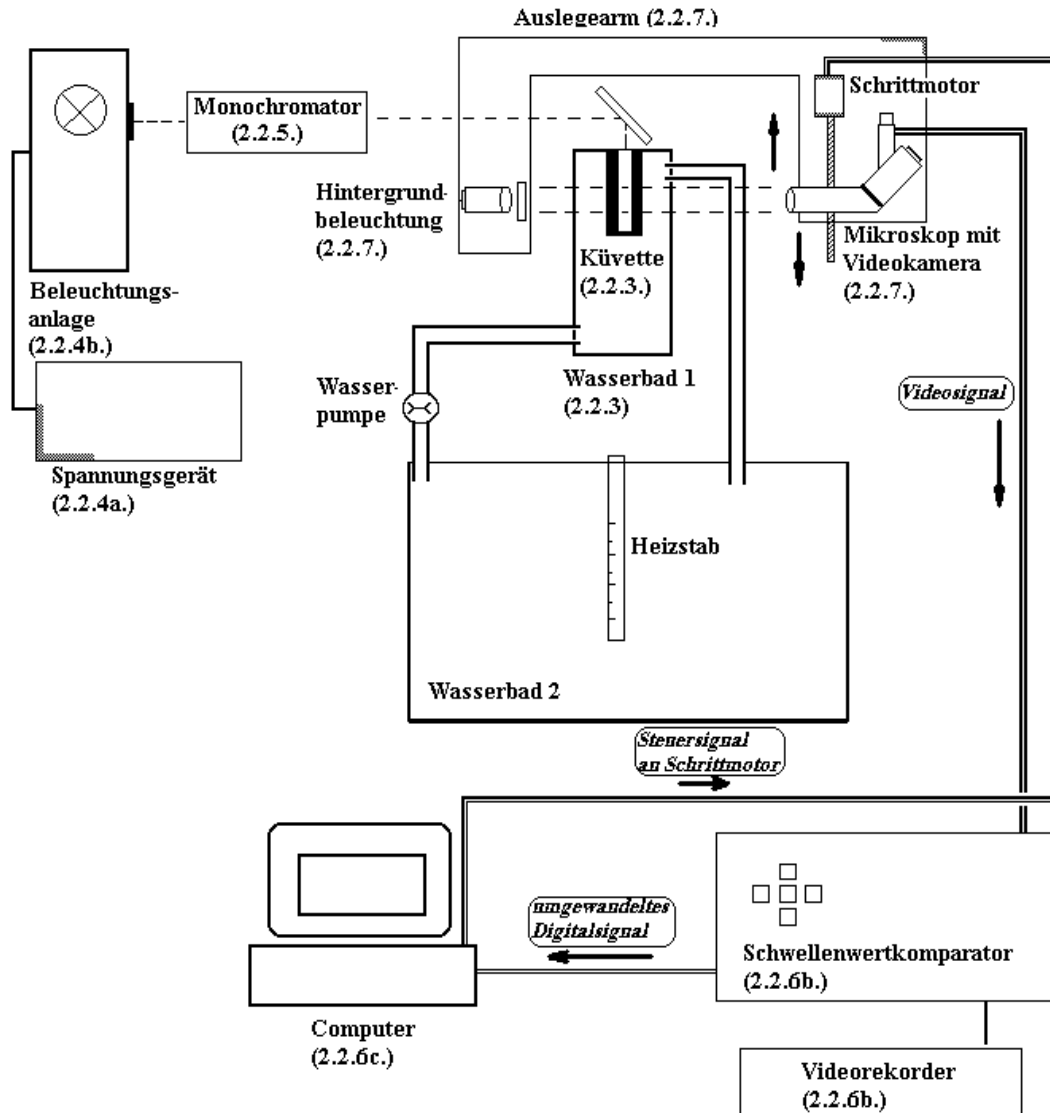 Auslegearm (2.2.7.)
Schrittmotor
Monochromator
(2.2.5.)
Hintergrund-
beleuchtung
(2.2.7.)
Küvette
(2.2.3.)
Mikroskop mit
Videokamera
(2.2.7.)
Beleuchtungs-
anlage
(2.2.4b.)
Wasser-
pumpe
Wasserbad 1
(2.2.3)
Videosignal
Spannungsgerät
(2.2.4a.)
Heizstab
Wasserbad 2
Steuersignal
an Schrittmotor
umgewandeltes
Digitalsignal
Schwellenwertkomparator
(2.2.6b.)
Computer
(2.2.6c.)
Videorekorder
(2.2.6b.)